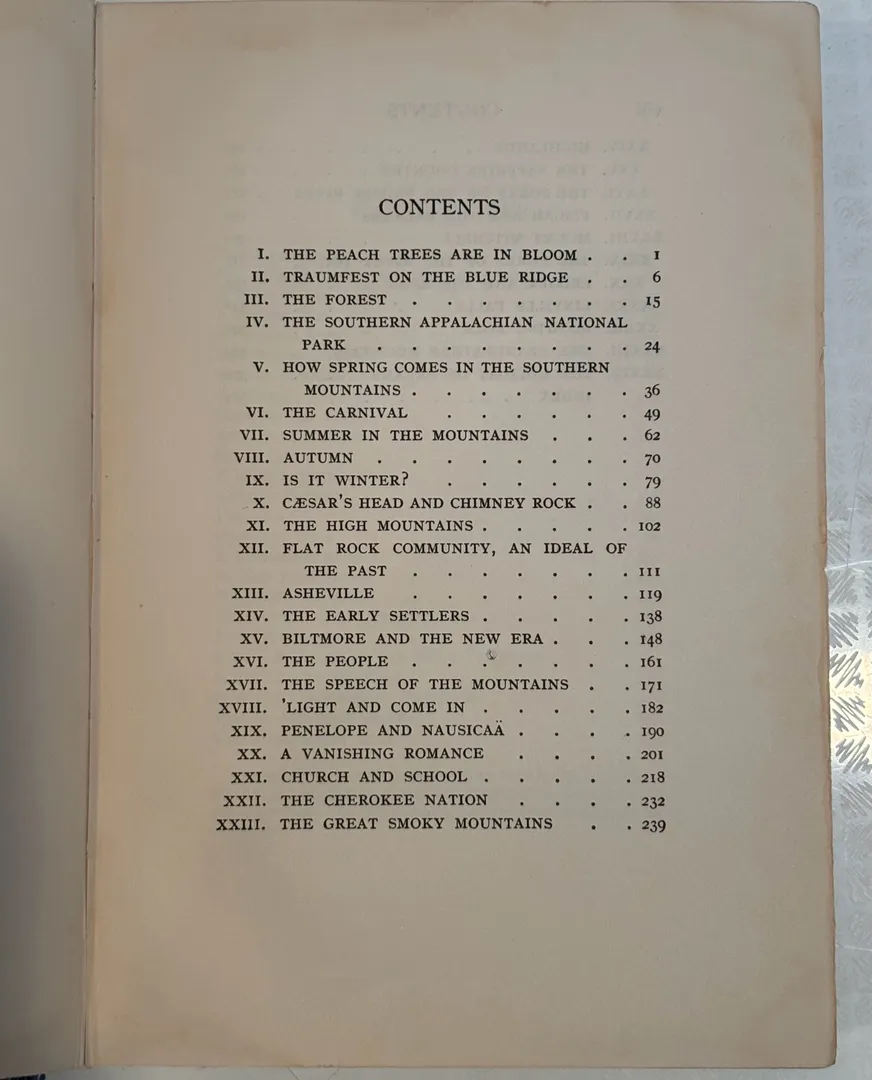 CONTENTS
I. THE PEACH TREES ARE IN BLOOM . . 1
II. TRAUMFEST ON THE BLUE RIDGE . . 6
III. THE FOREST . . . . . . . 15
IV. THE SOUTHERN APPALACHIAN NATIONAL
PARK . . . . . . . . 24
V. HOW SPRING COMES IN THE SOUTHERN
MOUNTAINS . . . . . . . 36
VI. THE CARNIVAL . . . . . . 49
VII. SUMMER IN THE MOUNTAINS . . . 62
VIII. AUTUMN . . . . . . . . 70
IX. IS IT WINTER? . . . . . . 79
X. CÆSAR'S HEAD AND CHIMNEY ROCK . . 88
XI. THE HIGH MOUNTAINS . . . . . 102
XII. FLAT ROCK COMMUNITY, AN IDEAL OF
THE PAST . . . . . . . 111
XIII. ASHEVILLE . . . . . . . 119
XIV. THE EARLY SETTLERS . . . . . 138
XV. BILTMORE AND THE NEW ERA . . . 148
XVI. THE PEOPLE . . . . . . . 161
XVII. THE SPEECH OF THE MOUNTAINS . . 171
XVIII. 'LIGHT AND COME IN . . . . . 182
XIX. PENELOPE AND NAUSICAÄ . . . . 190
XX. A VANISHING ROMANCE . . . . 201
XXI. CHURCH AND SCHOOL . . . . . 218
XXII. THE CHEROKEE NATION . . . . 232
XXIII. THE GREAT SMOKY MOUNTAINS . . 239